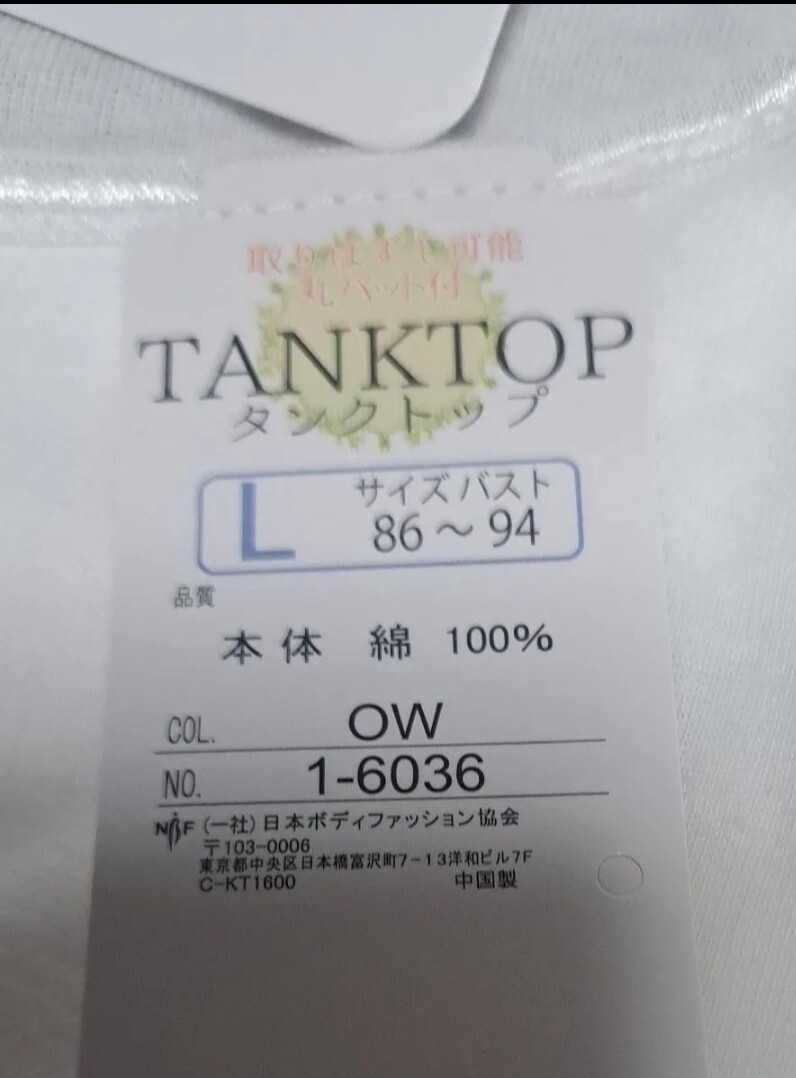 取りはずし可能
丸パット付
TANKTOP
タンクトップ
L サイズ バスト
86～94
品質
本体 綿 100%
COL. OW
NO. 1-6036
NBF (一社)日本ボディファッション協会
〒103-0006
東京都中央区日本橋富沢町7-13洋和ビル7F
C-KT1600 中国製